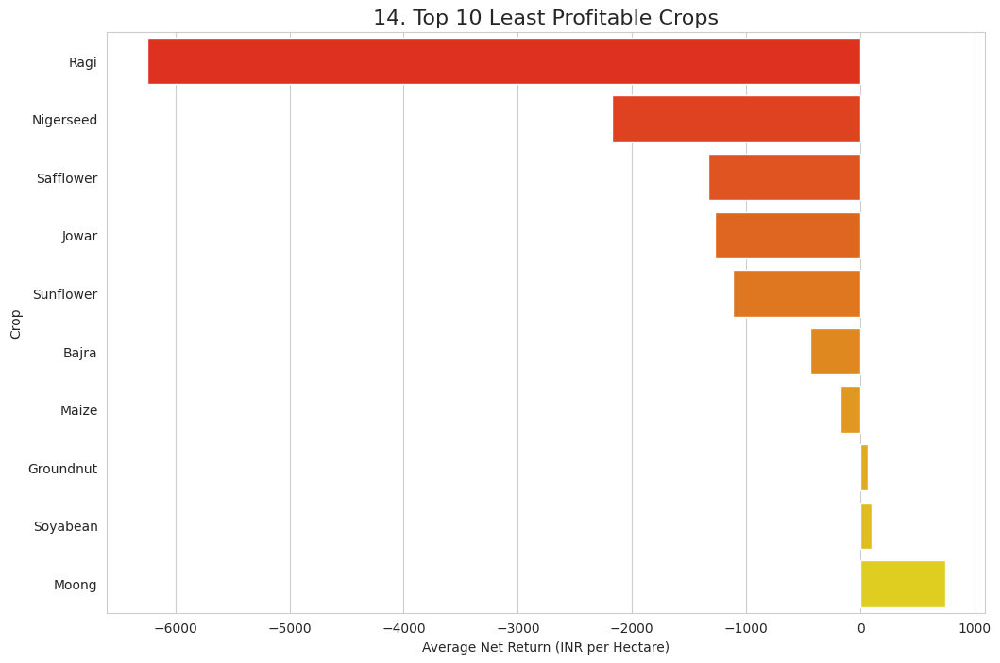 14. Top 10 Least Profitable Crops
Crop
Ragi
Nigerseed
Safflower
Jowar
Sunflower
Bajra
Maize
Groundnut
Soyabean
Moong
−6000 −5000 −4000 −3000 −2000 −1000 0 1000
Average Net Return (INR per Hectare)